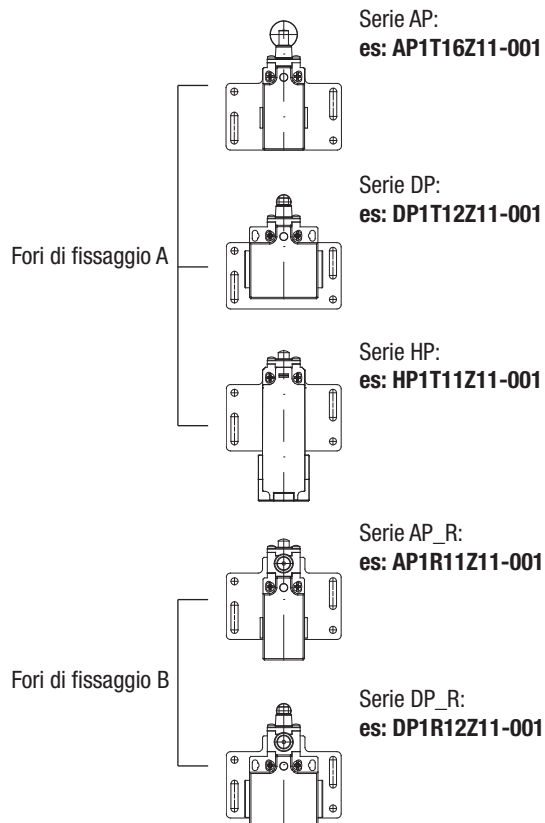 Serie AP:
es: AP1T16Z11-001
Serie DP:
es: DP1T12Z11-001
Fori di fissaggio A
Serie HP:
es: HP1T11Z11-001
Serie AP_R:
es: AP1R11Z11-001
Fori di fissaggio B
Serie DP_R:
es: DP1R12Z11-001